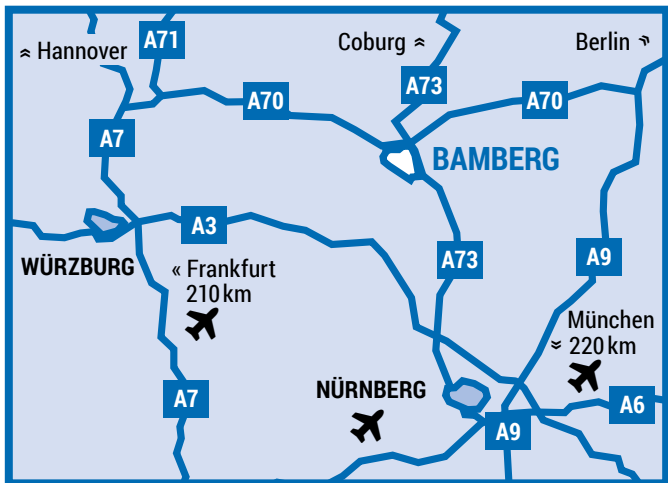 A71
Coburg ︽
Berlin ︽
︽ Hannover
A73
A70
A70
A7
BAMBERG
A3
A73
A9
WÜRZBURG
« Frankfurt
210 km
München
︾ 220 km
NÜRNBERG
A7
A6
A9